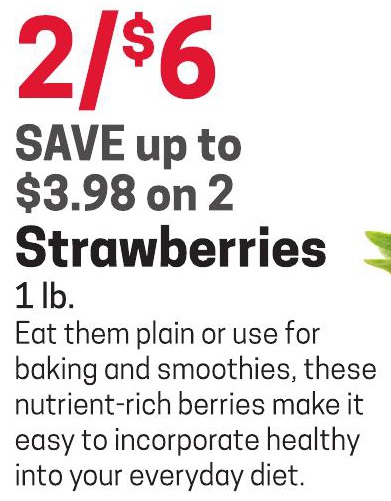 2/$6
SAVE up to
$3.98 on 2
Strawberries
1 lb.
Eat them plain or use for
baking and smoothies, these
nutrient-rich berries make it
easy to incorporate healthy
into your everyday diet.